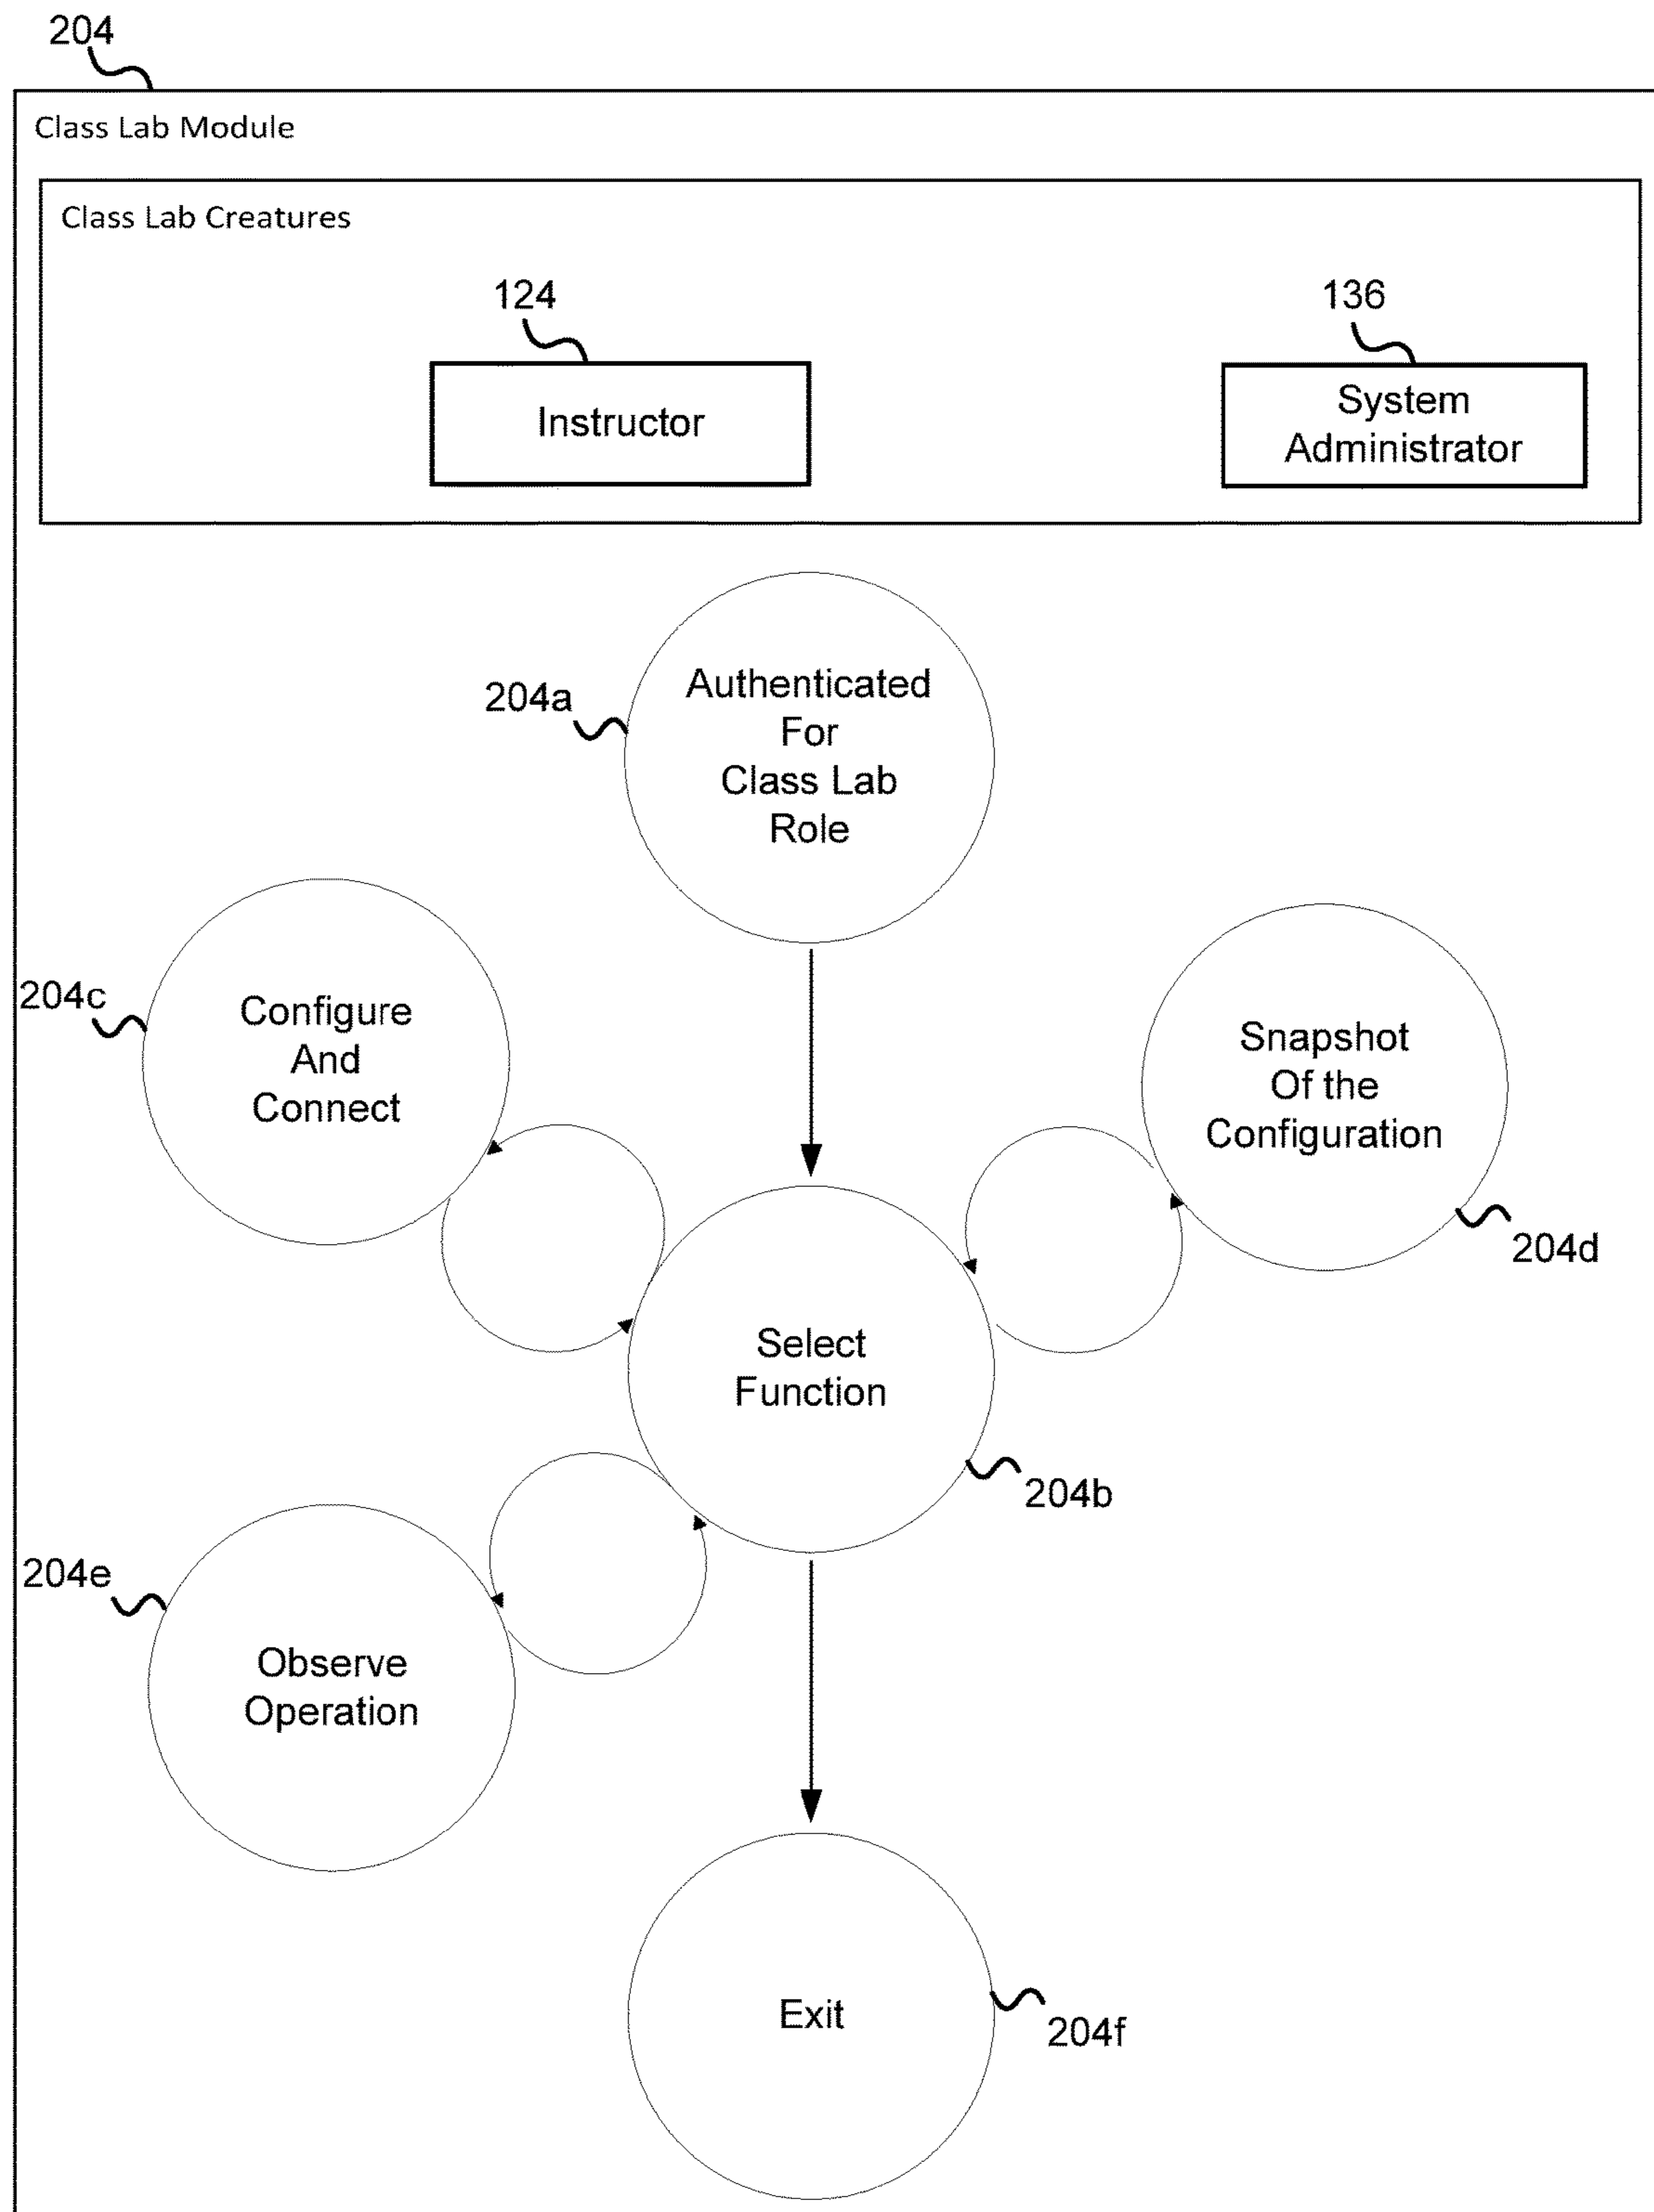 204
Class Lab Module
Class Lab Creatures
124
136
Instructor
System
Administrator
204a
Authenticated
For
Class Lab
Role
204c
Configure
And
Connect
Snapshot
Of the
Configuration
204d
Select
Function
204b
204e
Observe
Operation
Exit
204f